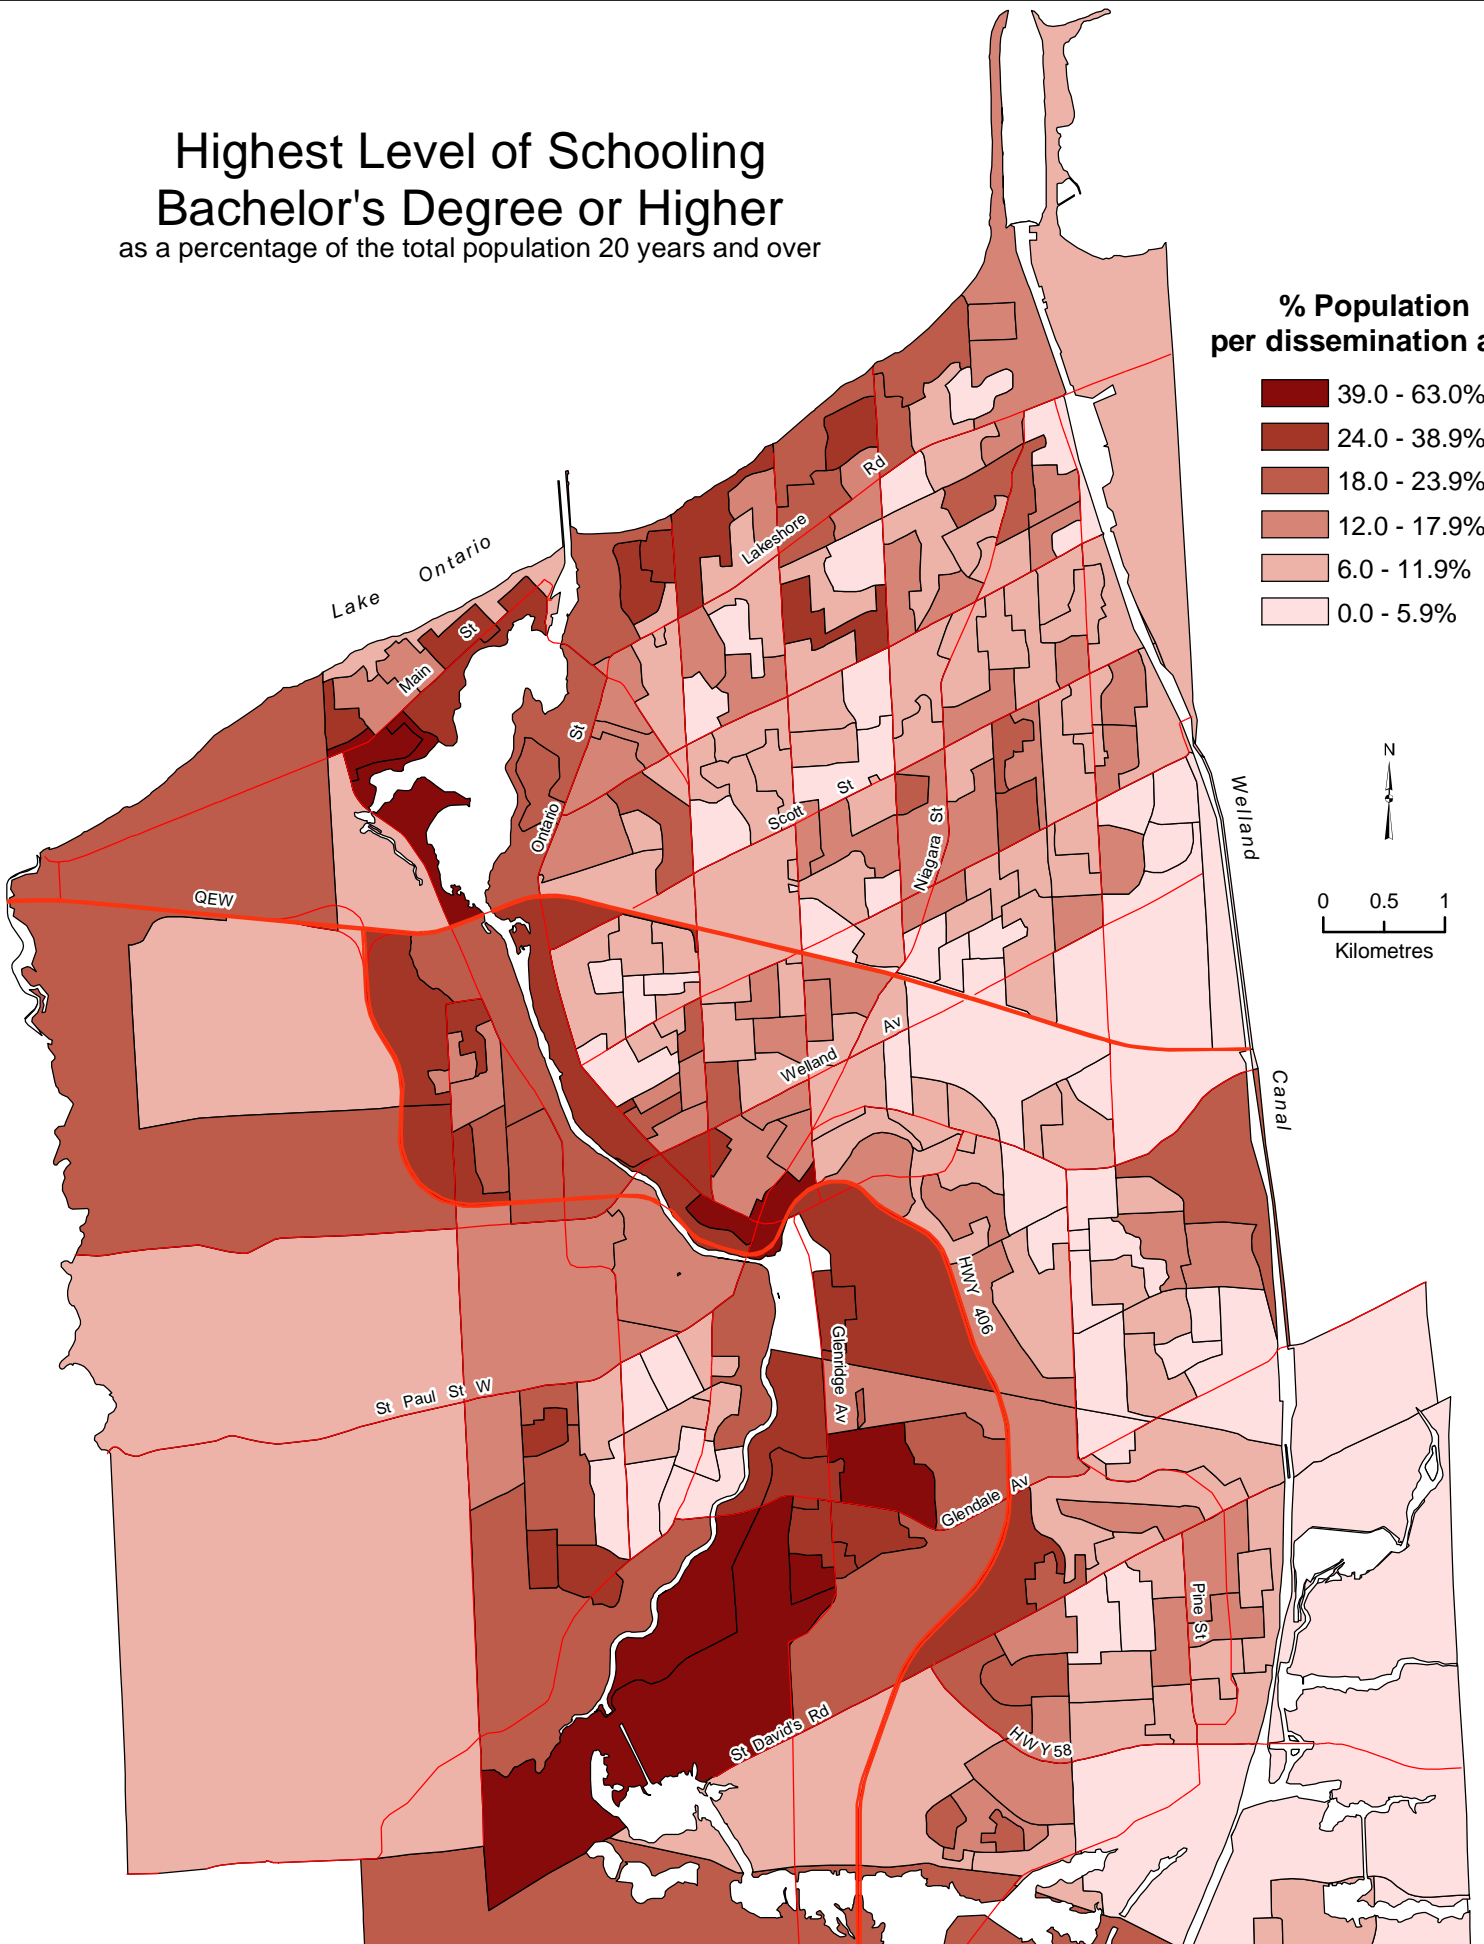 Highest Level of Schooling
Bachelor's Degree or Higher
as a percentage of the total population 20 years and over
% Population
per dissemination a
39.0 - 63.0%
24.0 - 38.9%
18.0 - 23.9%
12.0 - 17.9%
6.0 - 11.9%
0.0 - 5.9%
Lake Ontario
Lakeshore Rd
Main St
Ontario St
Scott St
Niagara St
Welland Canal
N
0 0.5 1
Kilometres
QEW
Welland Av
HWY 406
Glenridge Av
St Paul St W
Glendale Av
Pine St
St David's Rd
HWY 58